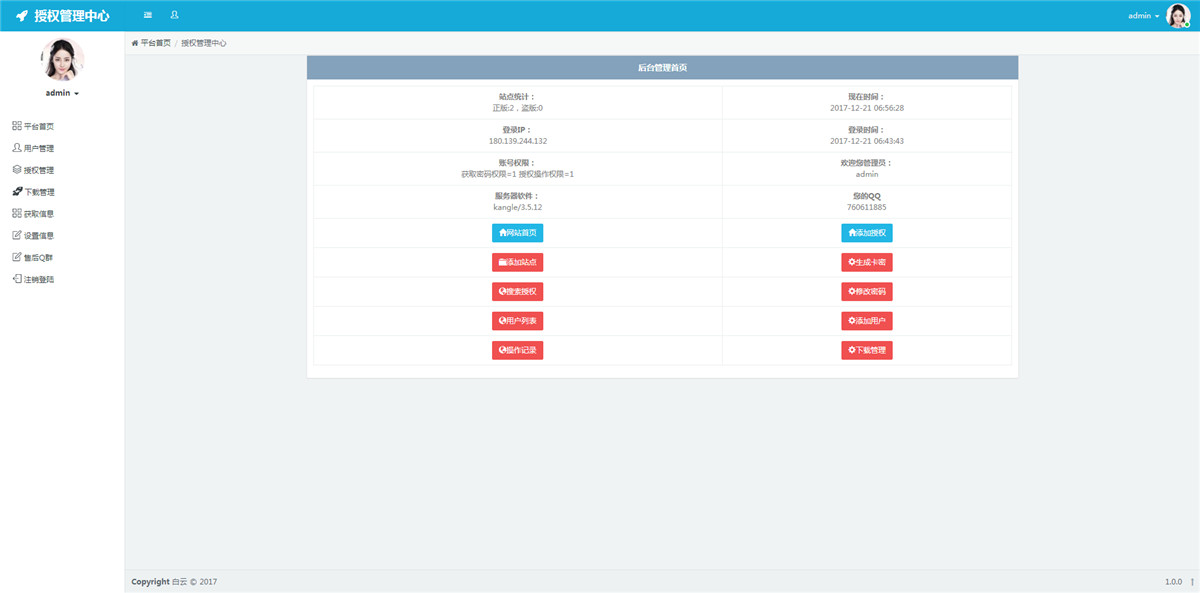 授权管理中心
admin
平台首页 / 授权管理中心
admin
平台首页
用户管理
授权管理
下载管理
获取信息
设置信息
售后Q群
注销登陆
后台管理首页
站点统计：
正版:2，盗版:0
现在时间：
2017-12-21 06:56:28
登录IP：
180.139.244.132
登录时间：
2017-12-21 06:43:43
账号权限：
获取密码权限=1 授权操作权限=1
欢迎您管理员：
admin
服务器软件：
kangle/3.5.12
您的QQ
760611885
网站首页
添加授权
添加站点
生成卡密
搜索授权
修改密码
用户列表
添加用户
操作记录
下载管理
Copyright 白云 © 2017
1.0.0